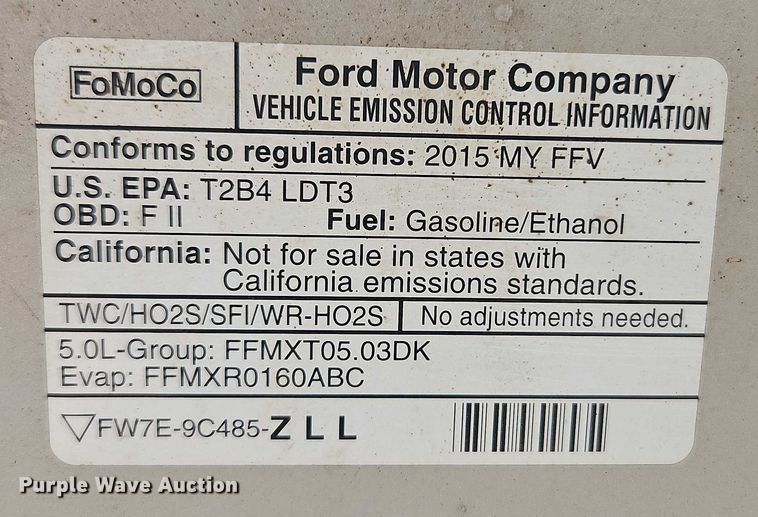 FoMoCo
Ford Motor Company
VEHICLE EMISSION CONTROL INFORMATION
Conforms to regulations: 2015 MY FFV
U.S. EPA: T2B4 LDT3
OBD: F II Fuel: Gasoline/Ethanol
California: Not for sale in states with
California emissions standards.
TWC/HO2S/SFI/WR-HO2S No adjustments needed.
5.0L-Group: FFMXT05.03DK
Evap: FFMXR0160ABC
▽FW7E-9C485-Z L L
Purple Wave Auction